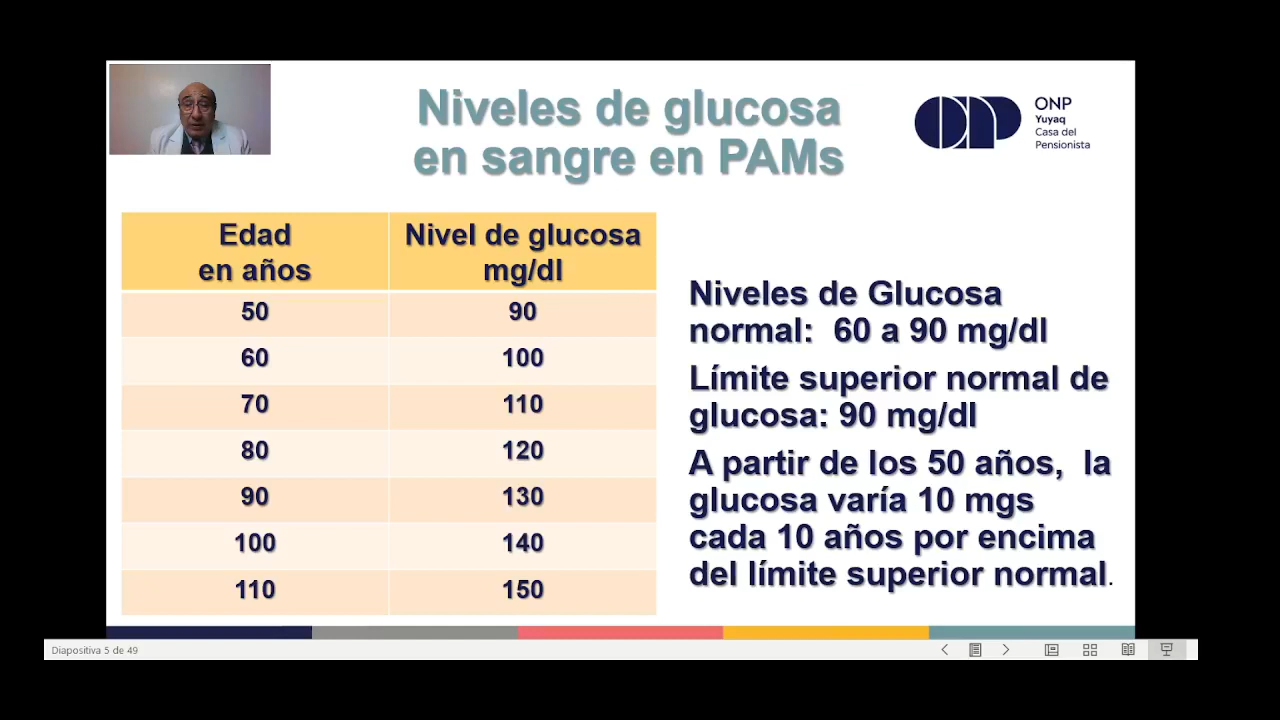 Niveles de glucosa
en sangre en PAMs
ONP
Yuyaq
Casa del
Pensionista
Edad
en años
Nivel de glucosa
mg/dl
50
90
60
100
70
110
80
120
90
130
100
140
110
150
Niveles de Glucosa
normal: 60 a 90 mg/dl
Límite superior normal de
glucosa: 90 mg/dl
A partir de los 50 años, la
glucosa varía 10 mgs
cada 10 años por encima
del límite superior normal.
Diapositiva 5 de 49